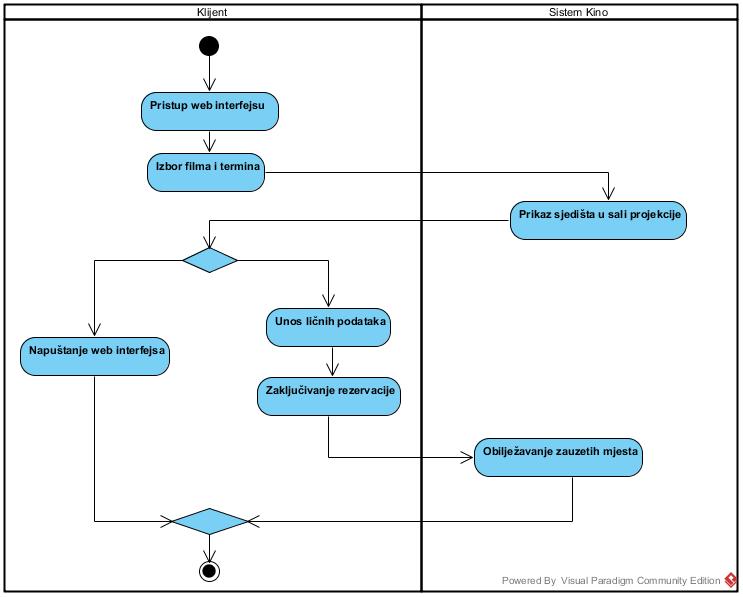 Klijent
Sistem Kino
Pristup web interfejsu
Izbor filma i termina
Prikaz sjedišta u sali projekcije
Unos ličnih podataka
Napuštanje web interfejsa
Zaključivanje rezervacije
Obilježavanje zauzetih mjesta
Powered By Visual Paradigm Community Edition